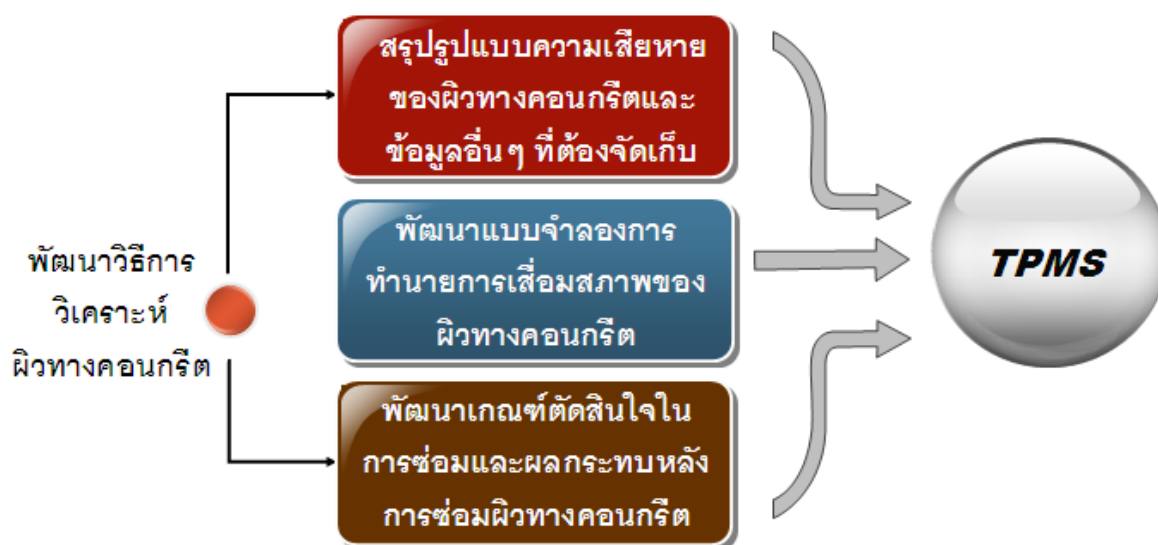 พัฒนาวิธีการ
วิเคราะห์
ผิวทางคอนกรีต
สรุปรูปแบบความเสียหาย
ของผิวทางคอนกรีตและ
ข้อมูลอื่นๆ ที่ต้องจัดเก็บ
พัฒนาแบบจำลองการ
ทำนายการเสื่อมสภาพของ
ผิวทางคอนกรีต
พัฒนาเกณฑ์ตัดสินใจใน
การซ่อมและผลกระทบหลัง
การซ่อมผิวทางคอนกรีต
TPMS